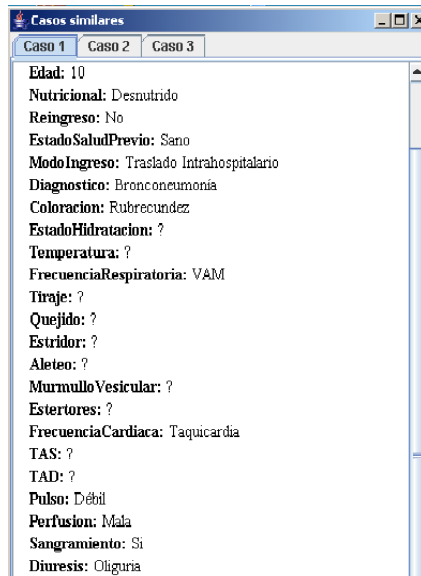 Casos similares
Caso 1 Caso 2 Caso 3
Edad: 10
Nutricional: Desnutrido
Reingreso: No
EstadoSaludPrevio: Sano
ModoIngreso: Traslado Intrahospitalario
Diagnostico: Bronconeumonía
Coloracion: Rubrecundez
EstadoHidratacion: ?
Temperatura: ?
FrecuenciaRespiratoria: VAM
Tiraje: ?
Quejido: ?
Estridor: ?
Aleteo: ?
MurmulloVesicular: ?
Estertores: ?
FrecuenciaCardiaca: Taquicardia
TAS: ?
TAD: ?
Pulso: Débil
Perfusion: Mala
Sangramiento: Si
Diuresis: Oliguria